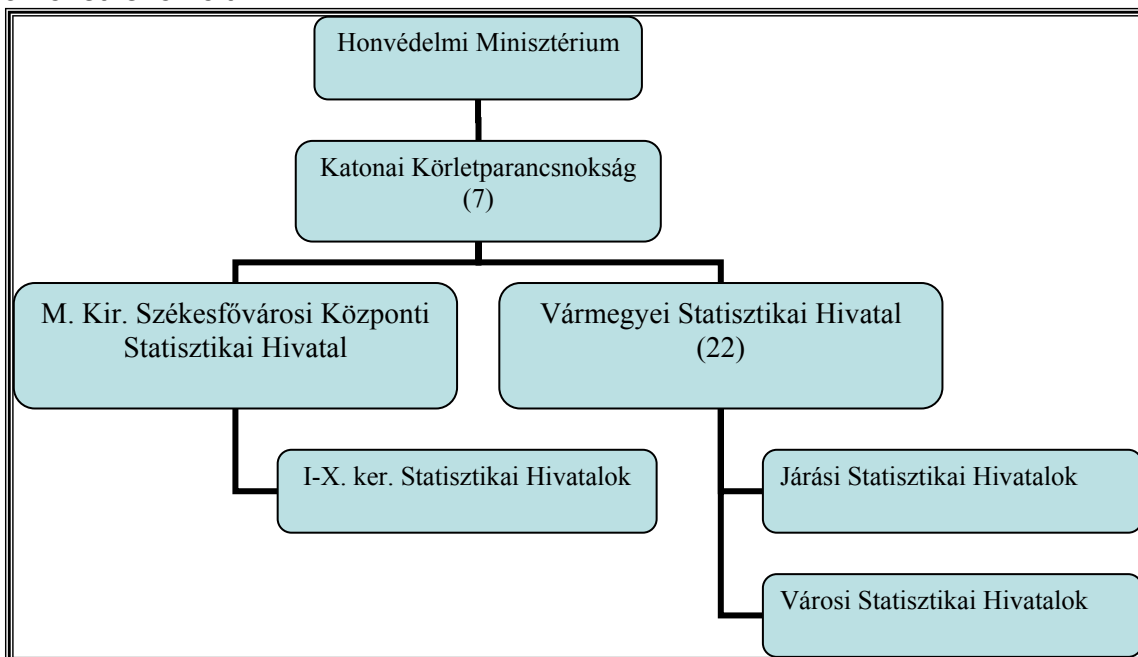 Honvédelmi Minisztérium
Katonai Körletparancsnokság
(7)
M. Kir. Székesfővárosi Központi
Statisztikai Hivatal
Vármegyei Statisztikai Hivatal
(22)
I-X. ker. Statisztikai Hivatalok
Járási Statisztikai Hivatalok
Városi Statisztikai Hivatalok